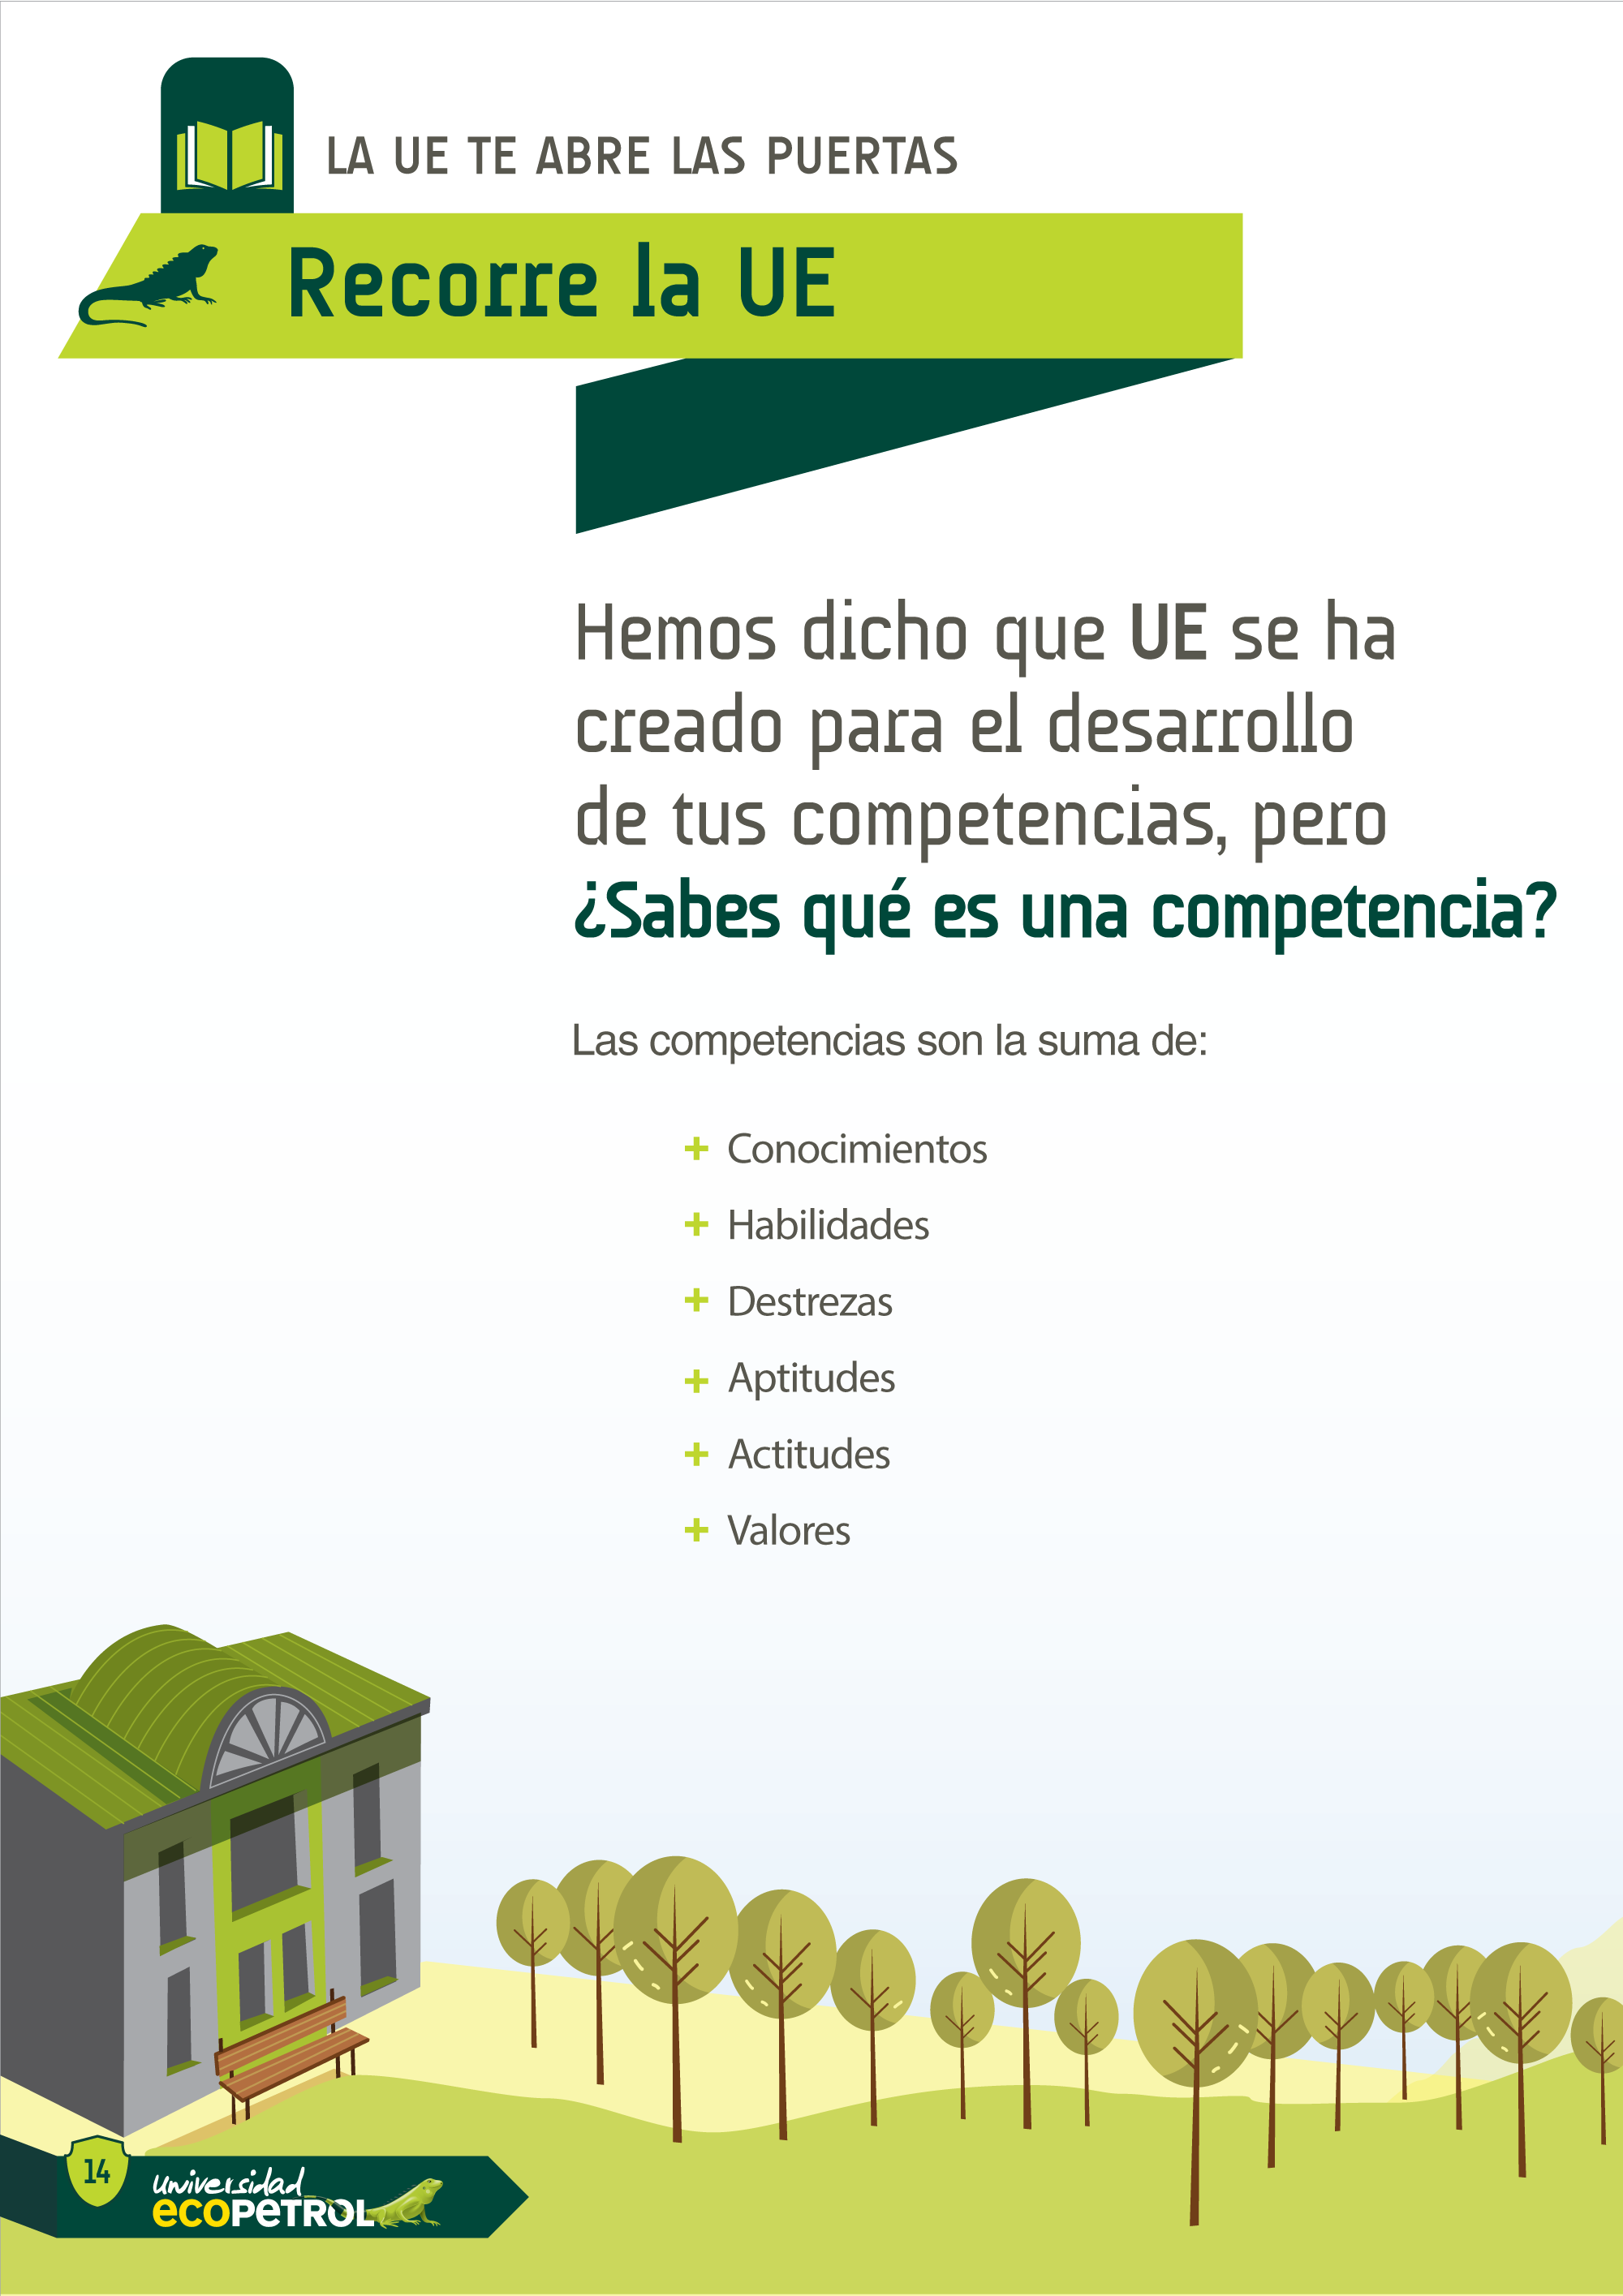 LA UE TE ABRE LAS PUERTAS
Recorre la UE
Hemos dicho que UE se ha
creado para el desarrollo
de tus competencias, pero
¿Sabes qué es una competencia?
Las competencias son la suma de:
+ Conocimientos
+ Habilidades
+ Destrezas
+ Aptitudes
+ Actitudes
+ Valores
14
universidad
ecopetrol